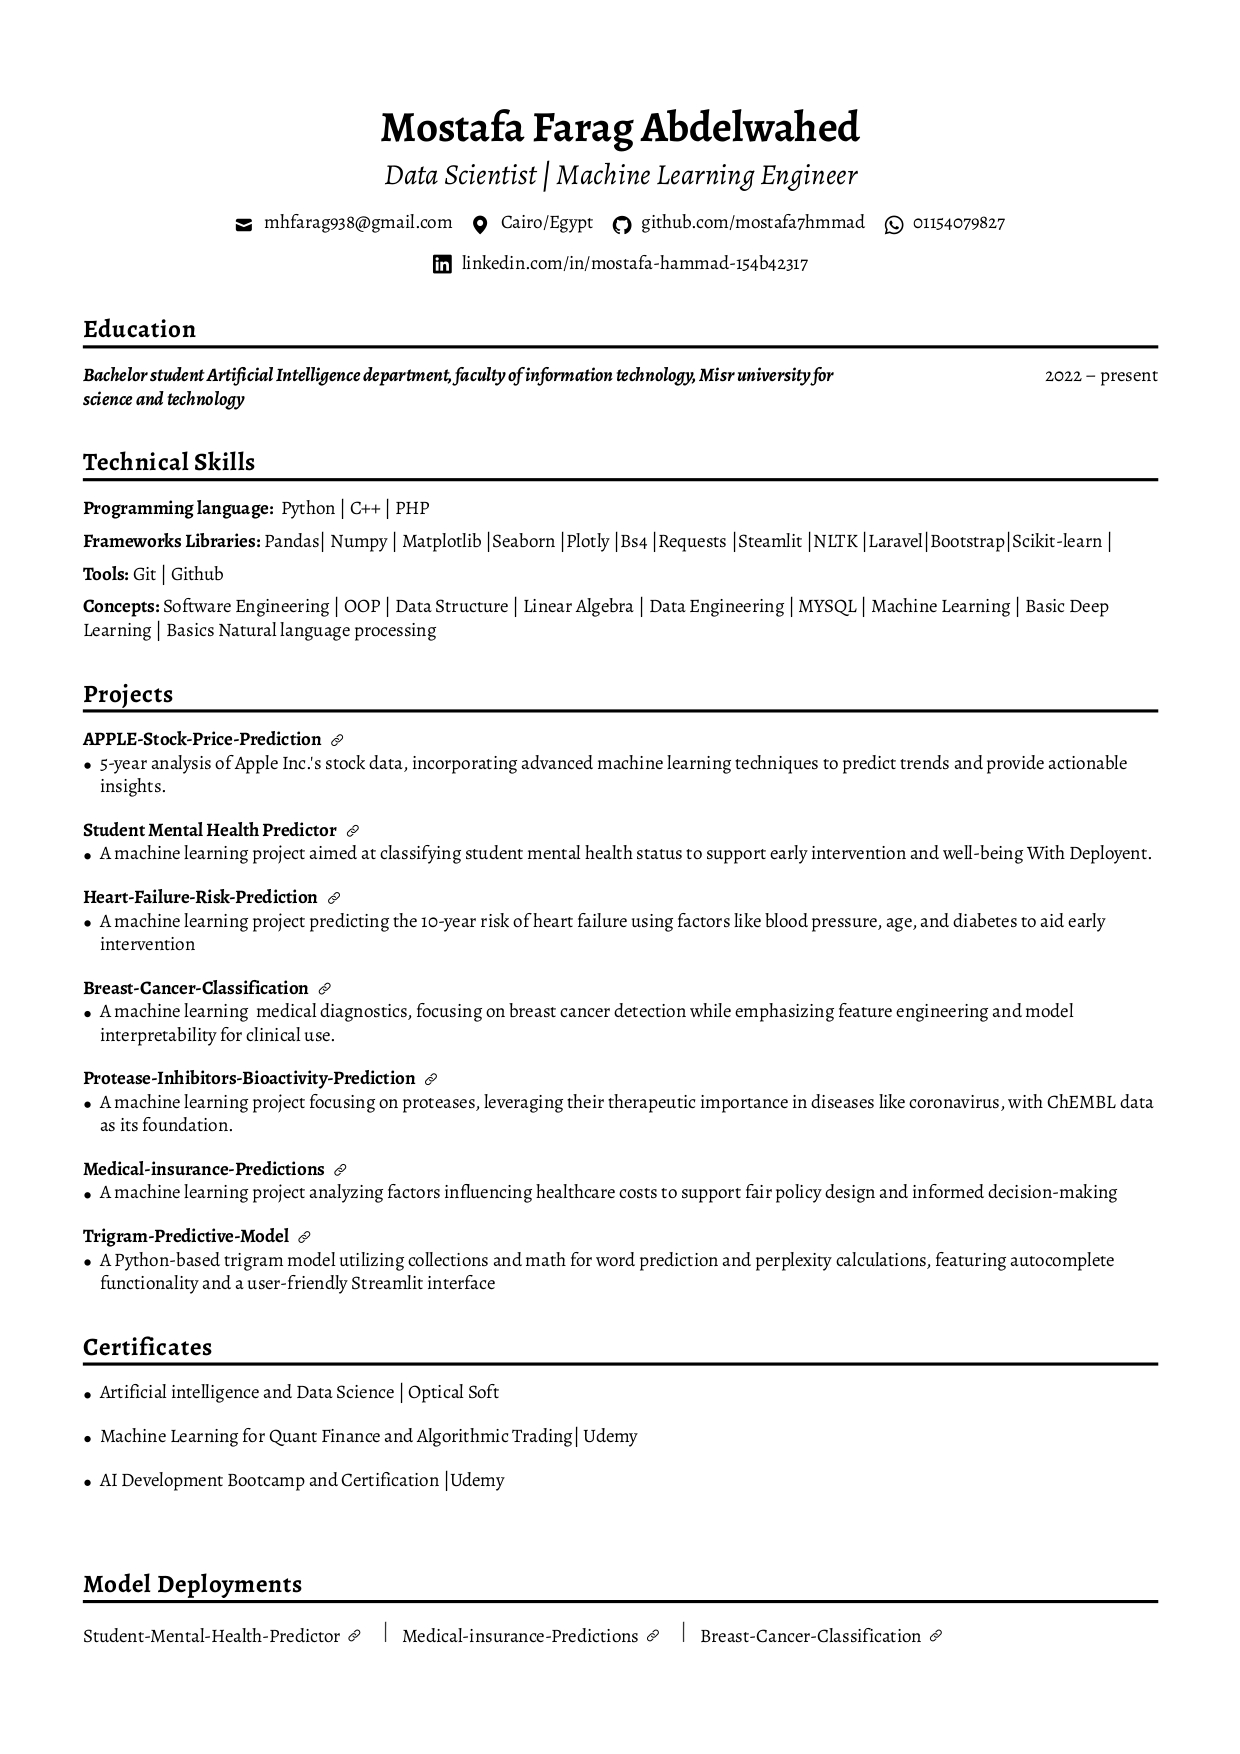 Mostafa Farag Abdelwahed
Data Scientist | Machine Learning Engineer
mhfarag938@gmail.com Cairo/Egypt github.com/mostafa7hmmad 01154079827
linkedin.com/in/mostafa-hammad-154b42317
Education
Bachelor student Artificial Intelligence department, faculty of information technology, Misr university for 2022 – present
science and technology
Technical Skills
Programming language: Python | C++ | PHP
Frameworks Libraries: Pandas| Numpy | Matplotlib |Seaborn |Plotly |Bs4 |Requests |Steamlit |NLTK |Laravel|Bootstrap|Scikit-learn |
Tools: Git | Github
Concepts: Software Engineering | OOP | Data Structure | Linear Algebra | Data Engineering | MYSQL | Machine Learning | Basic Deep
Learning | Basics Natural language processing
Projects
APPLE-Stock-Price-Prediction
• 5-year analysis of Apple Inc.'s stock data, incorporating advanced machine learning techniques to predict trends and provide actionable
insights.
Student Mental Health Predictor
• A machine learning project aimed at classifying student mental health status to support early intervention and well-being With Deployent.
Heart-Failure-Risk-Prediction
• A machine learning project predicting the 10-year risk of heart failure using factors like blood pressure, age, and diabetes to aid early
intervention
Breast-Cancer-Classification
• A machine learning medical diagnostics, focusing on breast cancer detection while emphasizing feature engineering and model
interpretability for clinical use.
Protease-Inhibitors-Bioactivity-Prediction
• A machine learning project focusing on proteases, leveraging their therapeutic importance in diseases like coronavirus, with ChEMBL data
as its foundation.
Medical-insurance-Predictions
• A machine learning project analyzing factors influencing healthcare costs to support fair policy design and informed decision-making
Trigram-Predictive-Model
• A Python-based trigram model utilizing collections and math for word prediction and perplexity calculations, featuring autocomplete
functionality and a user-friendly Streamlit interface
Certificates
• Artificial intelligence and Data Science | Optical Soft
• Machine Learning for Quant Finance and Algorithmic Trading| Udemy
• AI Development Bootcamp and Certification |Udemy
Model Deployments
Student-Mental-Health-Predictor | Medical-insurance-Predictions | Breast-Cancer-Classification